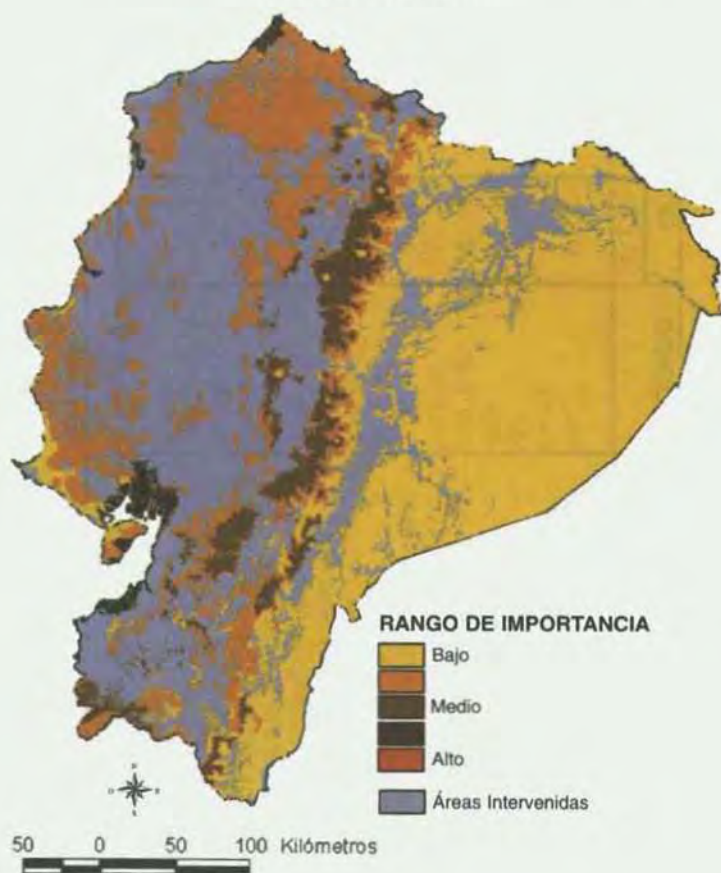 RANGO DE IMPORTANCIA
Bajo
Medio
Alto
Áreas Intervenidas
50 0 50 100 Kilómetros